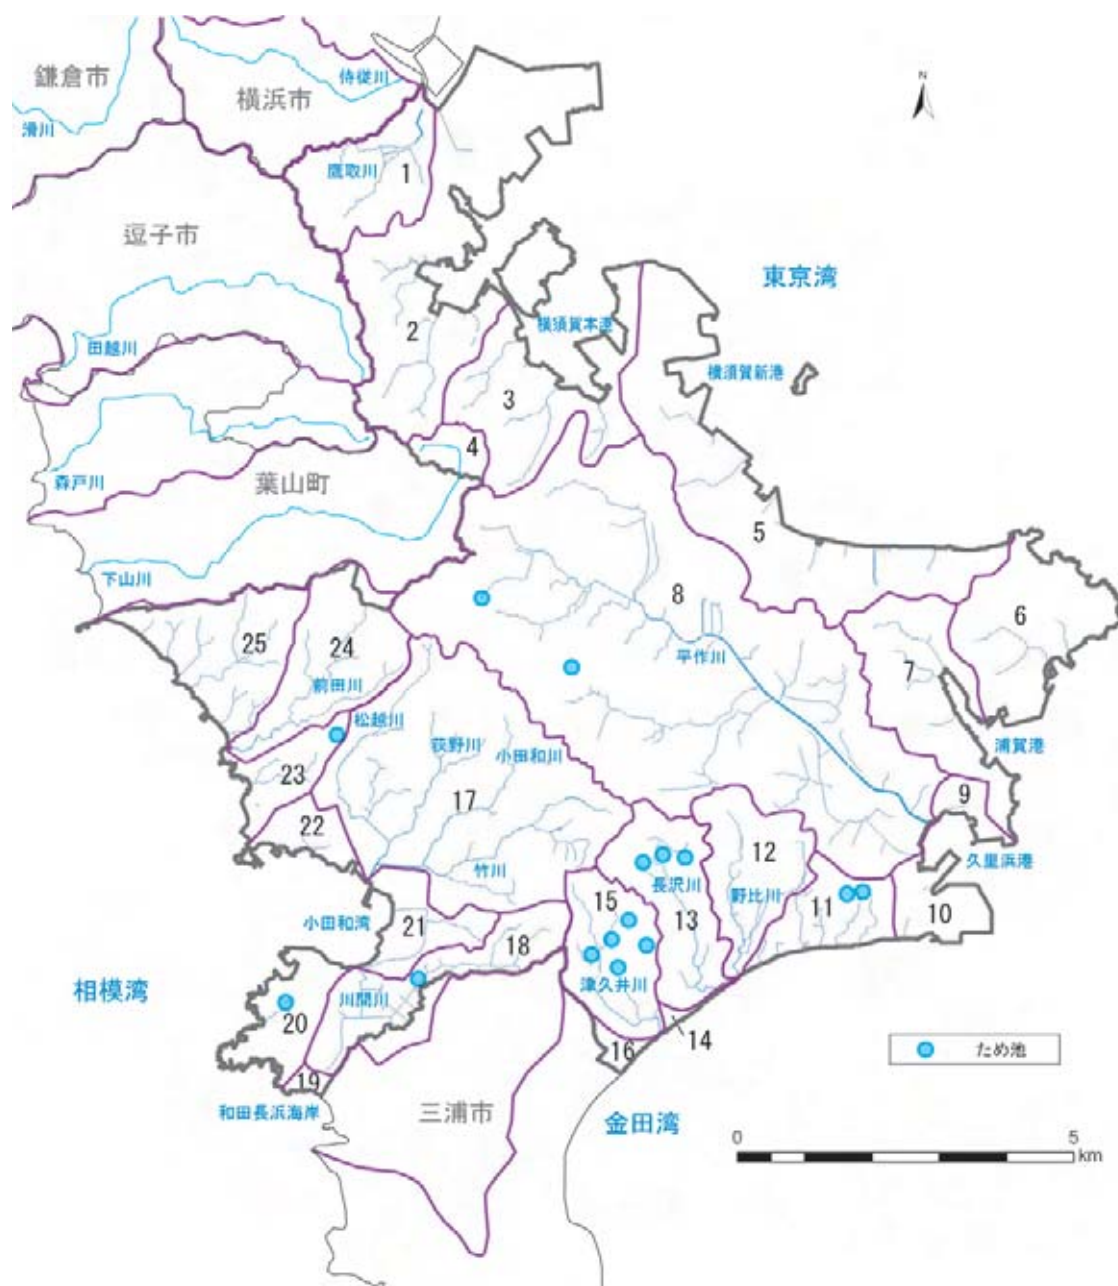 N
鎌倉市
侍従川
横浜市
滑川
鷹取川
1
逗子市
東京湾
2
横須賀本港
田越川
横須賀新港
3
4
森戸川
葉山町
5
下山川
8
6
25
24
7
平作川
前田川
松越川
荻野川
小田和川
浦賀港
23
17
9
22
12
久里浜港
竹川
長沢川
15
野比川
11
10
小田和湾
21
18
13
相模湾
津久井川
川間川
20
14
16
ため池
19
和田長浜海岸
三浦市
金田湾
0
5
km